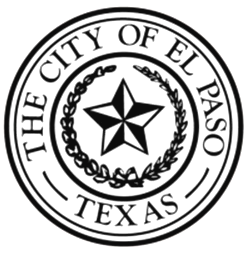 THE CITY OF EL PASO
TEXAS